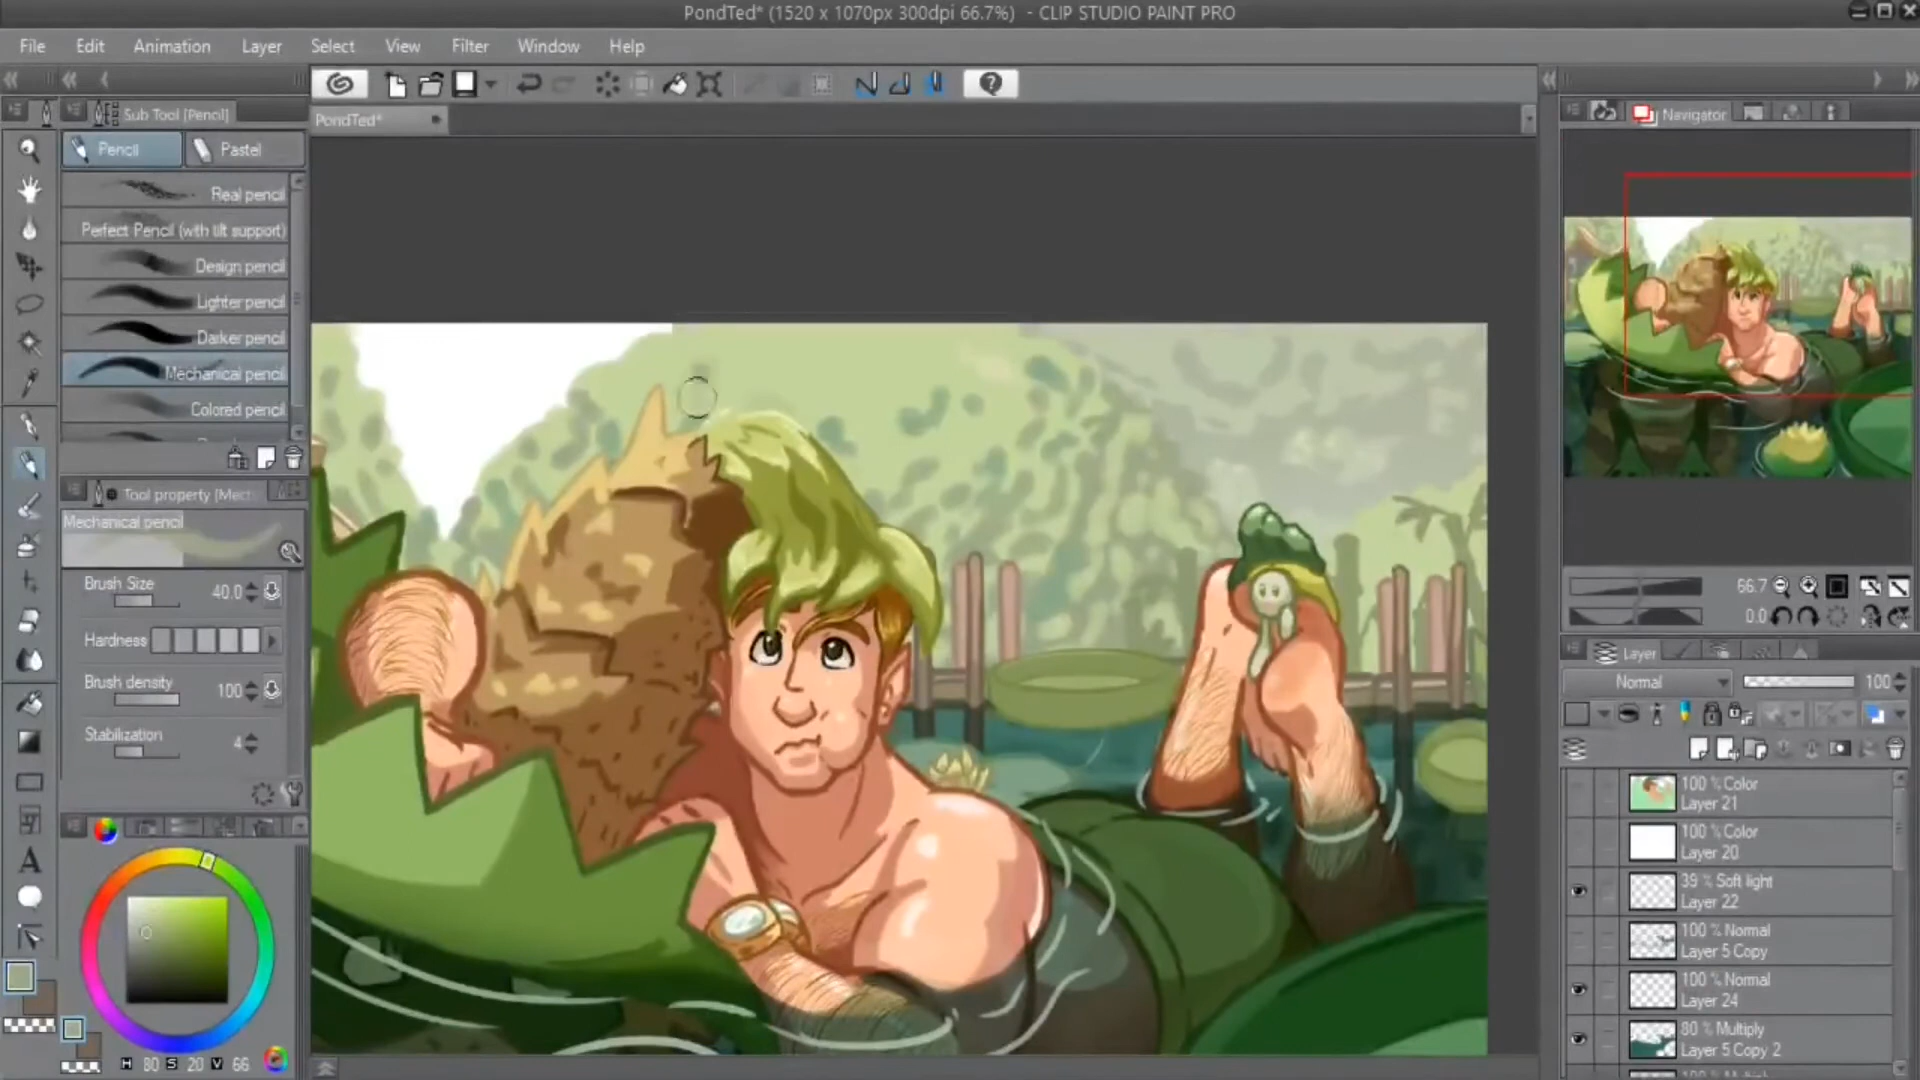 PondTed* (1520 x 1070px 300dpi 66.7%) - CLIP STUDIO PAINT PRO
File Edit Animation Layer Select View Filter Window Help
Sub Tool [Pencil]
PondTed*
Navigator
Pencil Pastel
Real pencil
Perfect Pencil (with tilt support)
Design pencil
Lighter pencil
Darker pencil
Mechanical pencil
Colored pencil
Tool property [Mech
Mechanical pencil
Brush Size 40.0
Hardness
Brush density 100
Stabilization 4
H 80 S 20 V 66
A
66.7
0.0
Layer
Normal 100
100 % Color
Layer 21
100 % Color
Layer 20
39 % Soft light
Layer 22
100 % Normal
Layer 5 Copy
100 % Normal
Layer 24
80 % Multiply
Layer 5 Copy 2